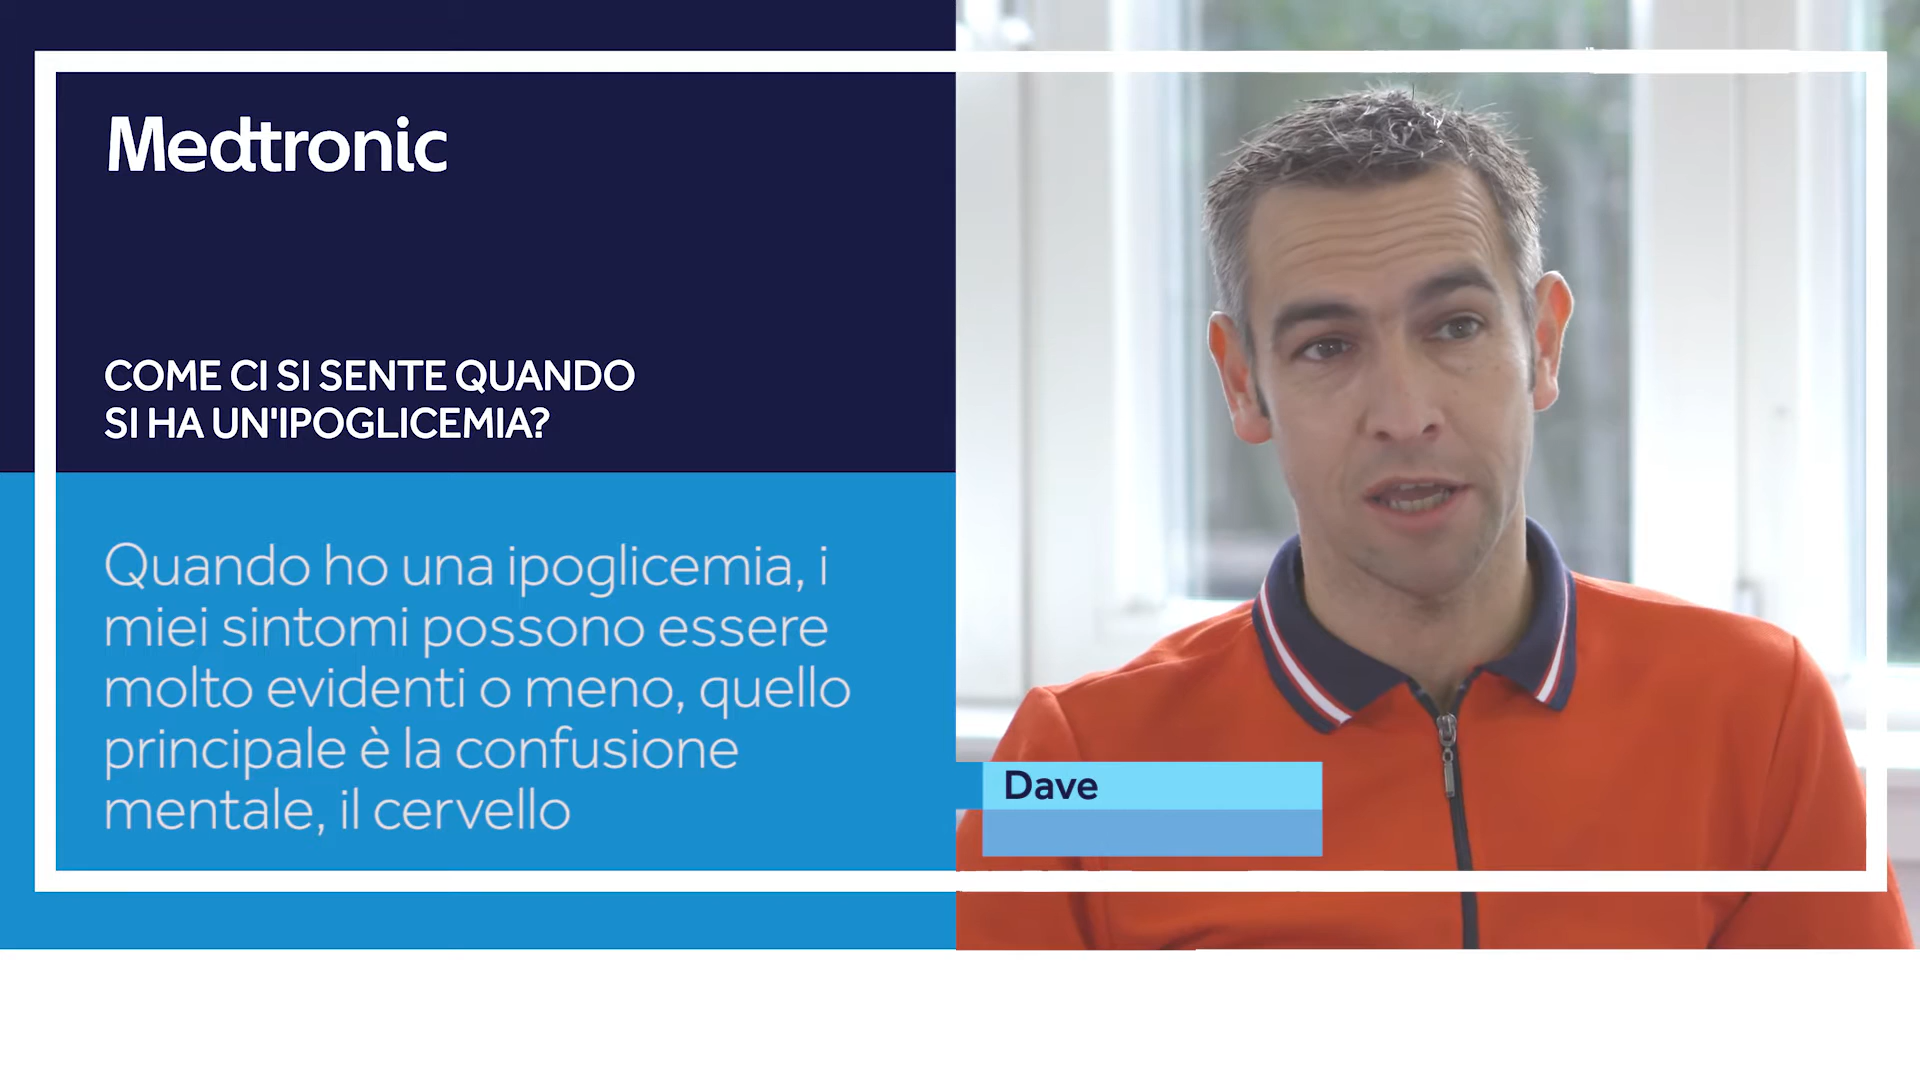 Medtronic
COME CI SI SENTE QUANDO
SI HA UN'IPOGLICEMIA?
Quando ho una ipoglicemia, i
miei sintomi possono essere
molto evidenti o meno, quello
principale è la confusione
mentale, il cervello
Dave